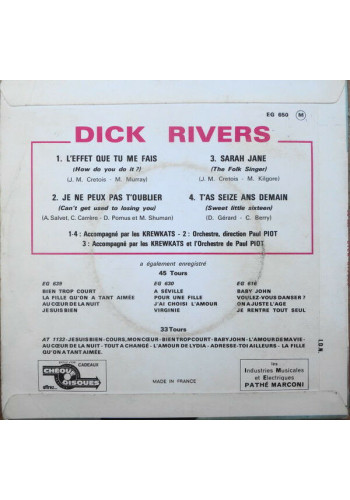 EG 650 M
DICK RIVERS
1. L'EFFET QUE TU ME FAIS
(How do you do it ?)
(J. M. Cretois - M. Murray)
2. JE NE PEUX PAS T'OUBLIER
(Can't get used to losing you)
(A. Salvet, C. Carrère - D. Pomus et M. Shuman)
3. SARAH JANE
(The Folk Singer)
(J. M. Cretois - M. Kilgore)
4. T'AS SEIZE ANS DEMAIN
(Sweet little sixteen)
(D. Gérard - C. Berry)
1-4 : Accompagné par les KREWKATS - 2 : Orchestre, direction Paul PIOT
3 : Accompagné par les KREWKATS et l'Orchestre de Paul PIOT
a également enregistré
45 Tours
EG 629
BIEN TROP COURT
LA FILLE QU'ON A TANT AIMÉE
AU CŒUR DE LA NUIT
JE SUIS BIEN
EG 630
A SÉVILLE
POUR UNE FILLE
J'AI CHOISI L'AMOUR
VIRGINIE
EG 616
BABY JOHN
VOULEZ-VOUS DANSER ?
ON A JUSTE L'AGE
JE RENTRE TOUT SEUL
33 Tours
AT 1132 - JE SUIS BIEN - COURS, MON CŒUR - BIEN TROP COURT - BABY JOHN - L'AMOUR DE MA VIE -
AU CŒUR DE LA NUIT - TOUT A CHANGÉ - L'AMOUR DE LYDIA - ADRESSE-TOI AILLEURS - LA FILLE
QU'ON A TANT AIMÉE.
I.D.N.
CADEAUX
CHEQUE
DISQUES
offre...
MADE IN FRANCE
les
Industries Musicales
et Electriques
PATHÉ MARCONI